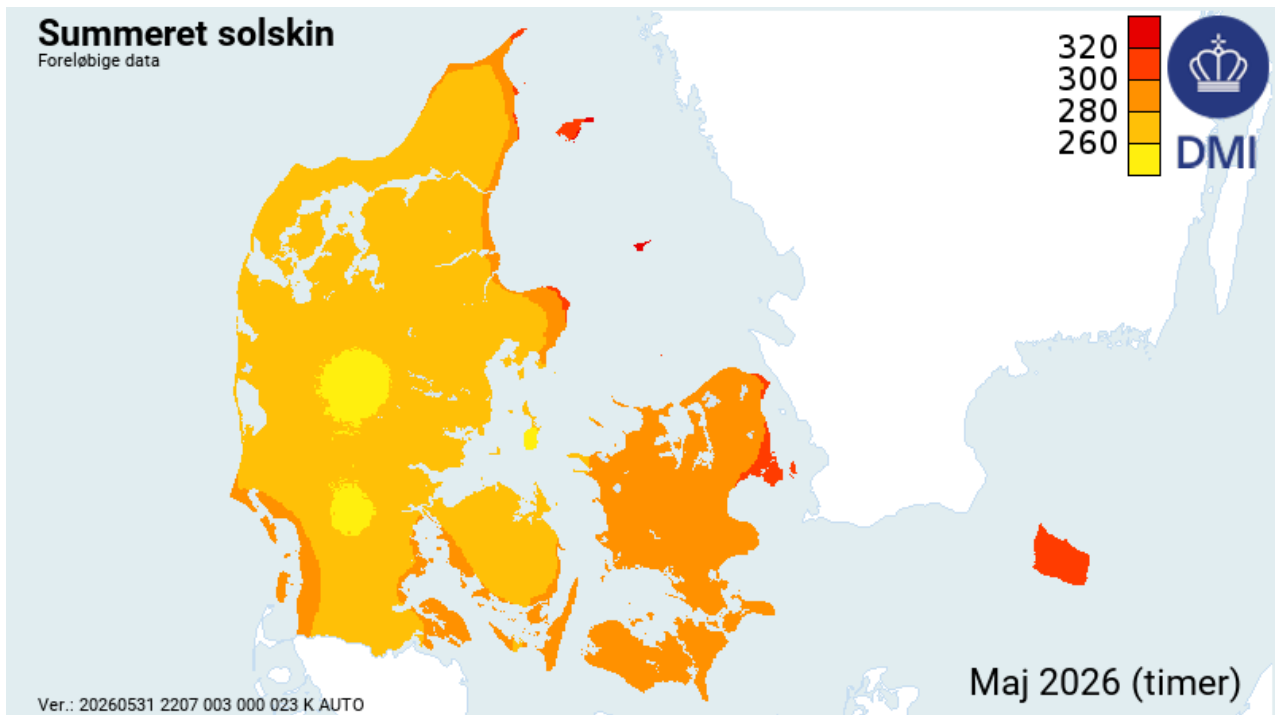 Summeret solskin
Foreløbige data
320
300
280
260
DMI
Maj 2026 (timer)
Ver.: 20260531 2207 003 000 023 K AUTO